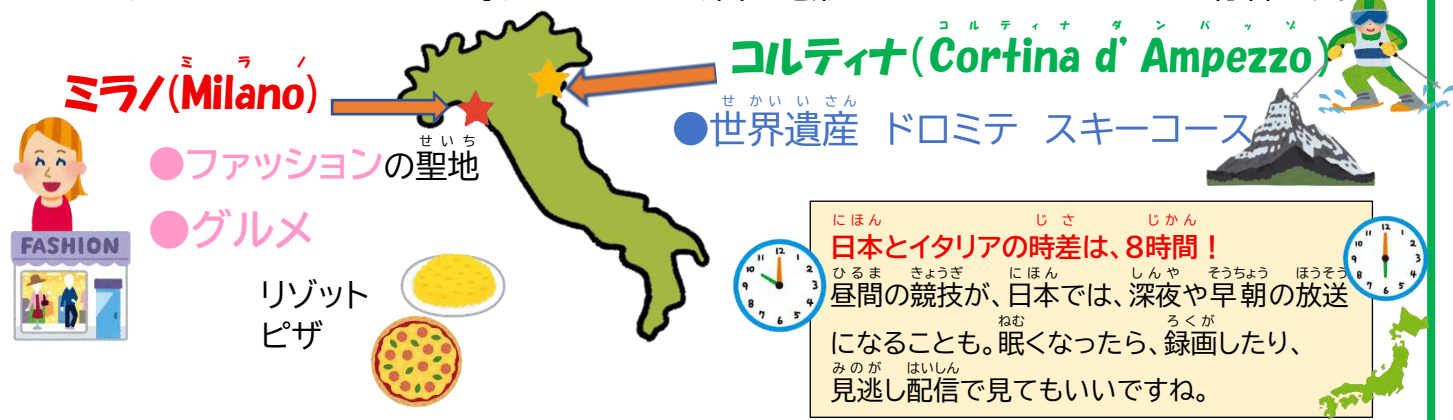 ミラノ
ミラノ(Milano)
コルティナ ダンパッゾ
コルティナ(Cortina d' Ampezzo)
せかいいさん
●世界遺産 ドロミテ スキーコース
せいち
●ファッションの聖地
●グルメ
FASHION
リゾット
ピザ
にほん じさ じかん
日本とイタリアの時差は、8時間！
ひるま きょうぎ にほん しんや そうちょう ほうそう
昼間の競技が、日本では、深夜や早朝の放送
ねむ ろくが
になることも。眠くなったら、録画したり、
みのが はいしん
見逃し配信で見てもいいですね。